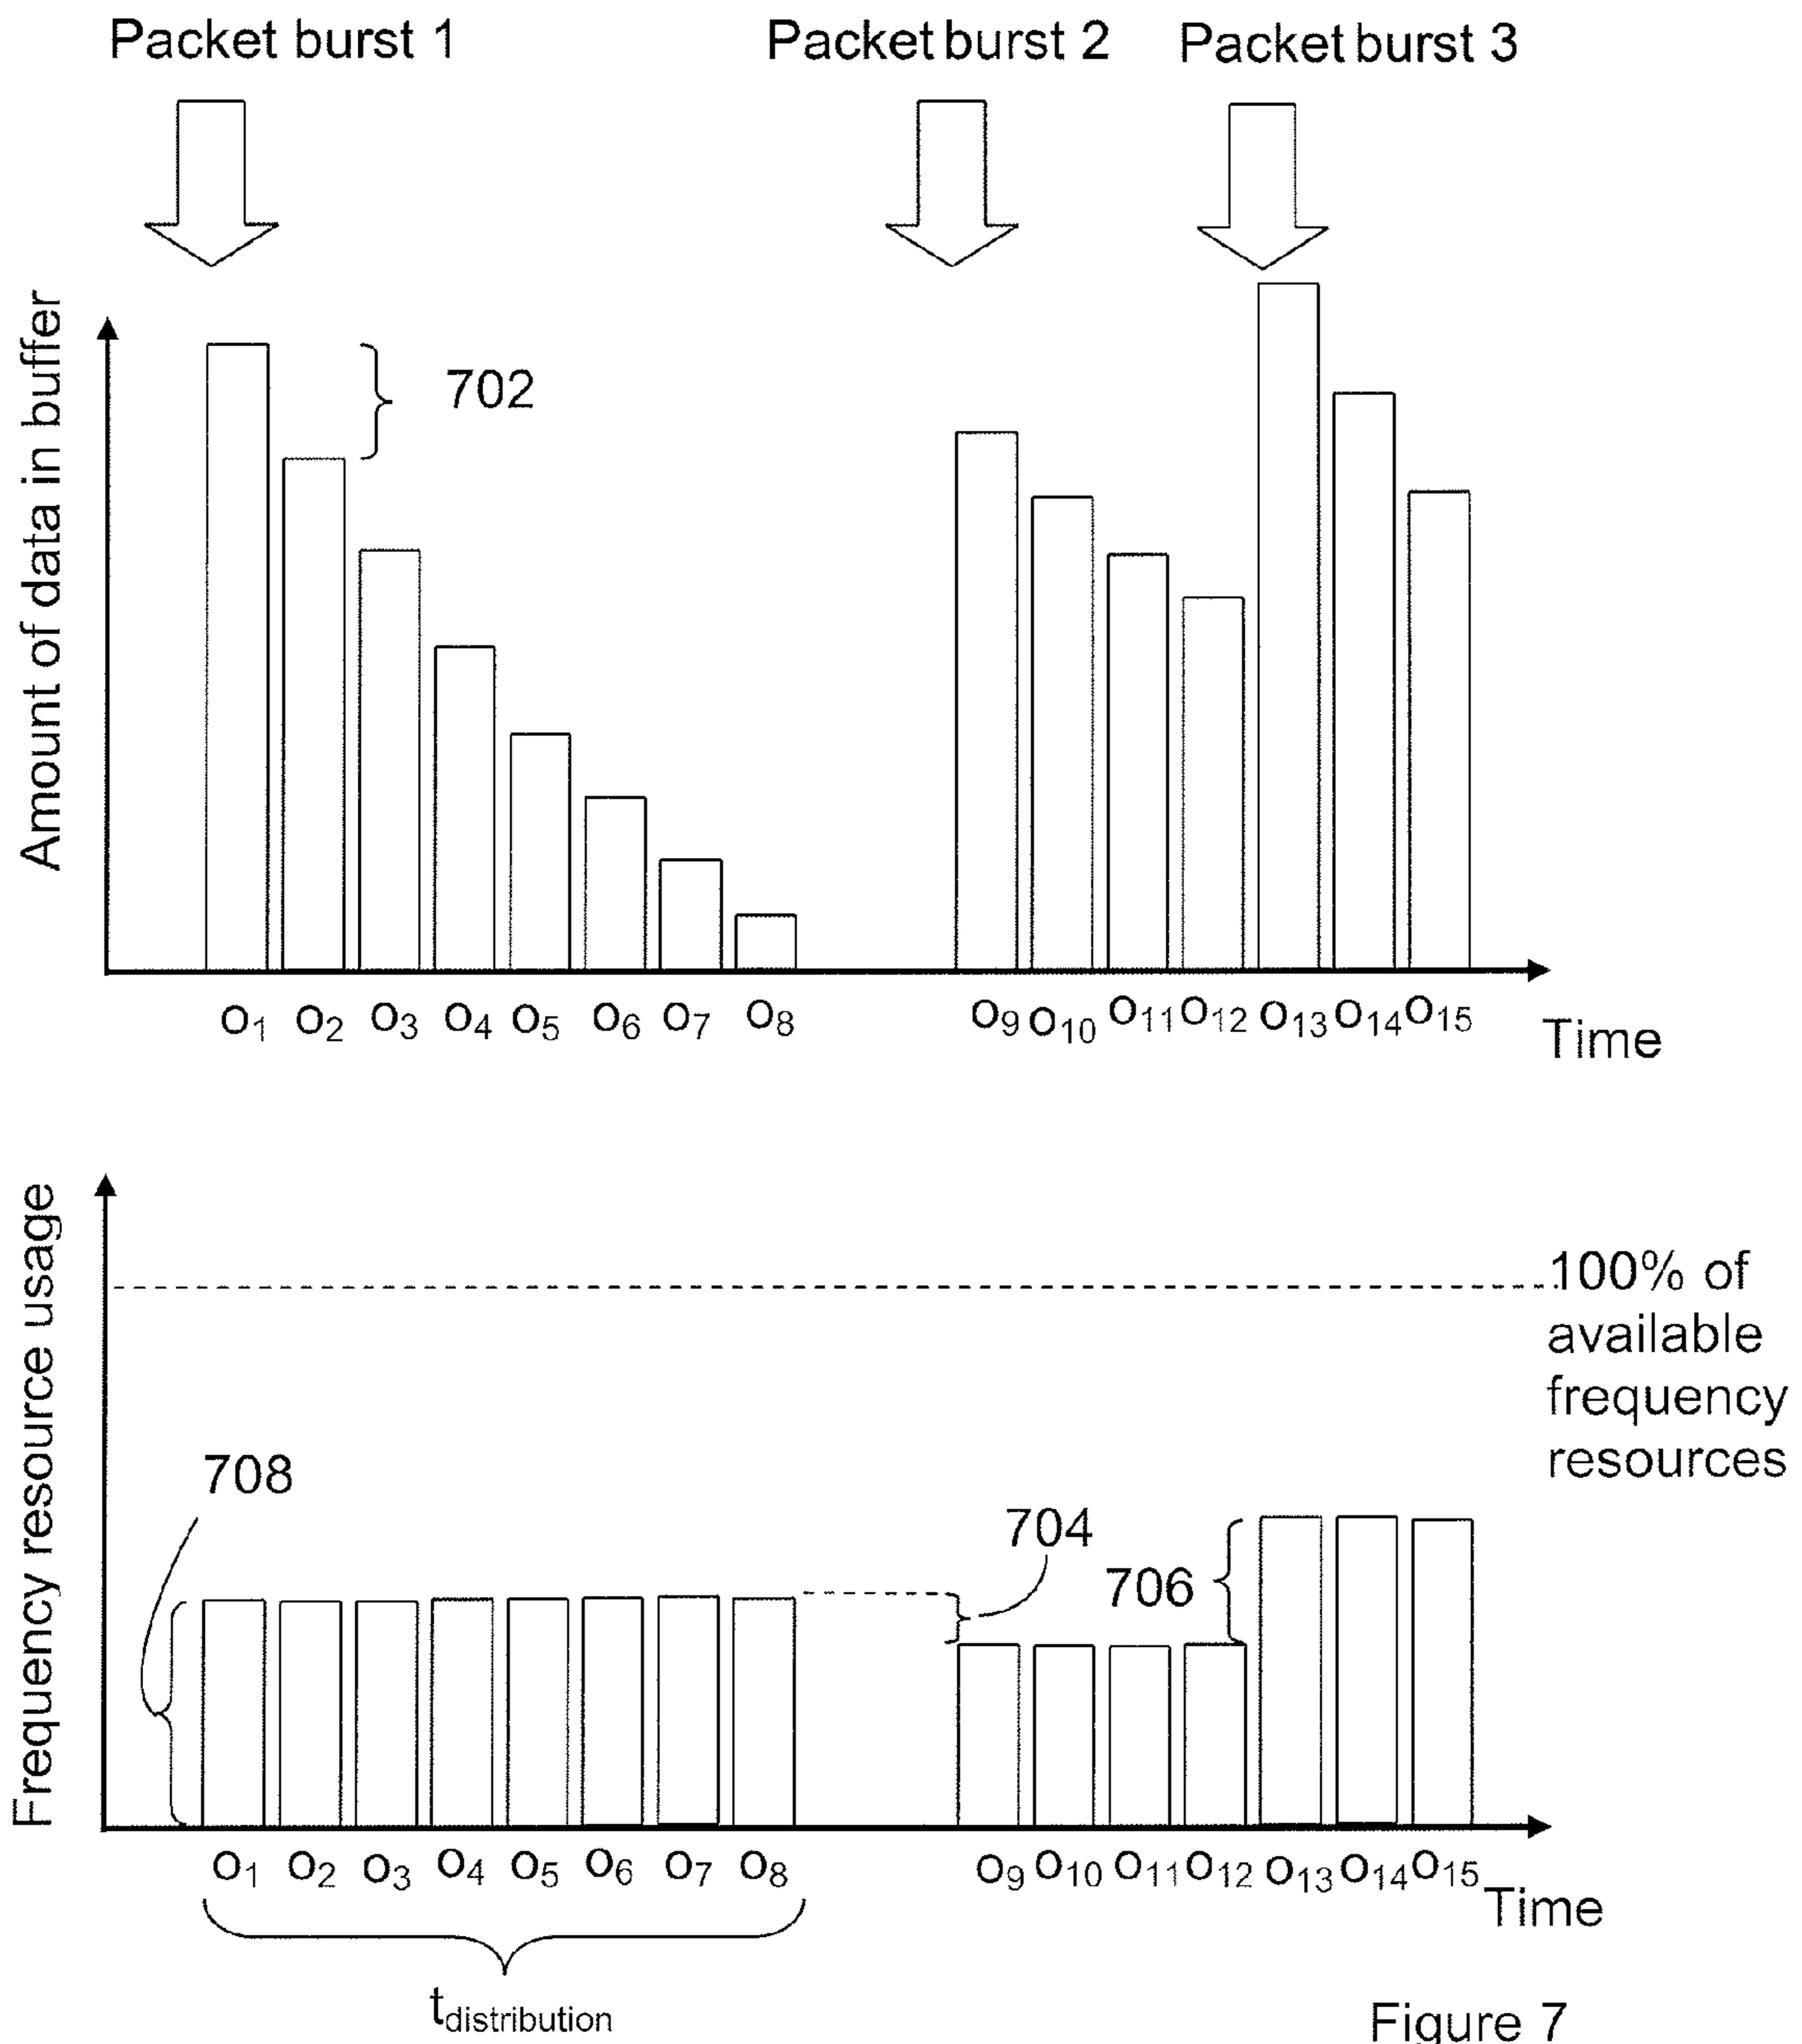 Packet burst 1 Packet burst 2 Packet burst 3
Amount of data in buffer
702
o1 o2 o3 o4 o5 o6 o7 o8 o9 o10 o11 o12 o13 o14 o15
Time
Frequency resource usage
100% of
available
frequency
resources
708
704
706
o1 o2 o3 o4 o5 o6 o7 o8 o9 o10 o11 o12 o13 o14 o15
Time
tdistribution
Figure 7